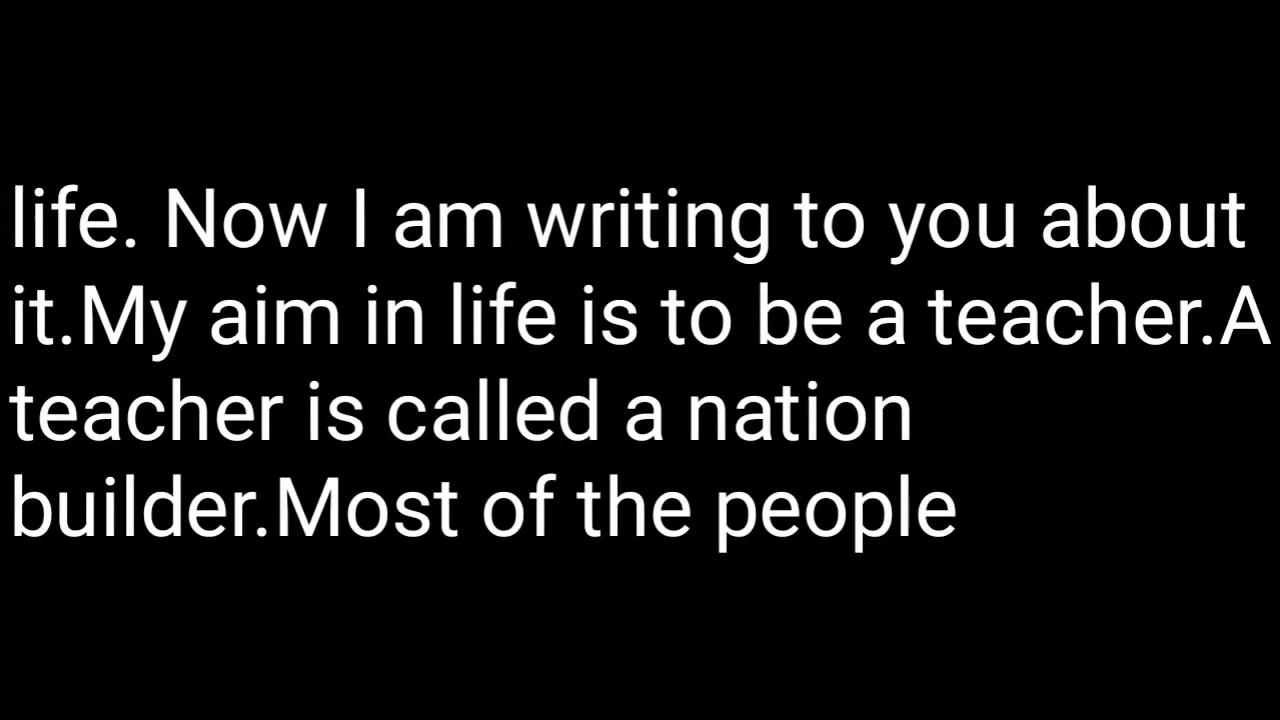 life. Now I am writing to you about
it.My aim in life is to be a teacher.A
teacher is called a nation
builder.Most of the people